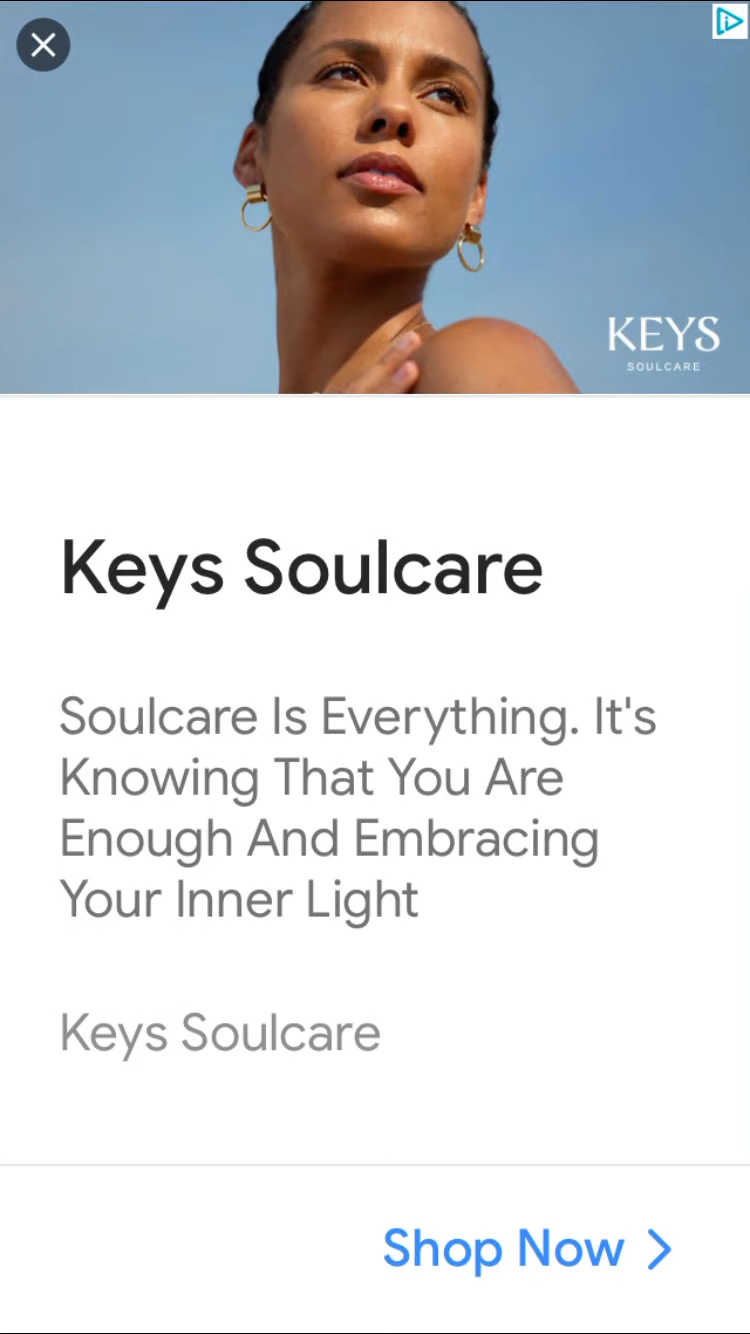 KEYS
SOULCARE
Keys Soulcare
Soulcare Is Everything. It's
Knowing That You Are
Enough And Embracing
Your Inner Light
Keys Soulcare
Shop Now